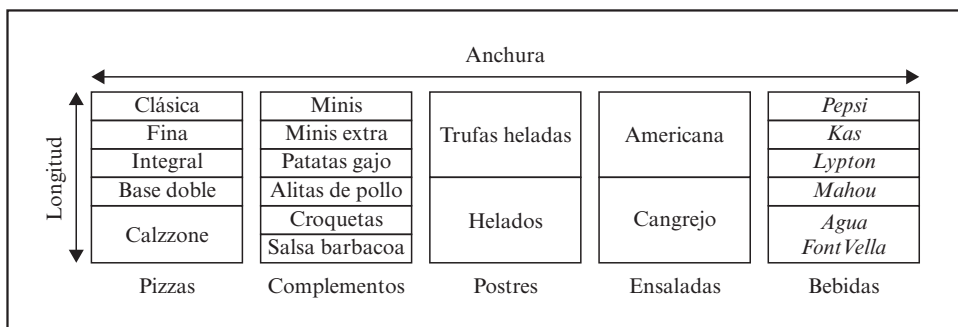 Anchura
Longitud
Clásica
Fina
Integral
Base doble
Calzzone
Pizzas
Minis
Minis extra
Patatas gajo
Alitas de pollo
Croquetas
Salsa barbacoa
Complementos
Trufas heladas
Helados
Postres
Americana
Cangrejo
Ensaladas
Pepsi
Kas
Lypton
Mahou
Agua
Font Vella
Bebidas